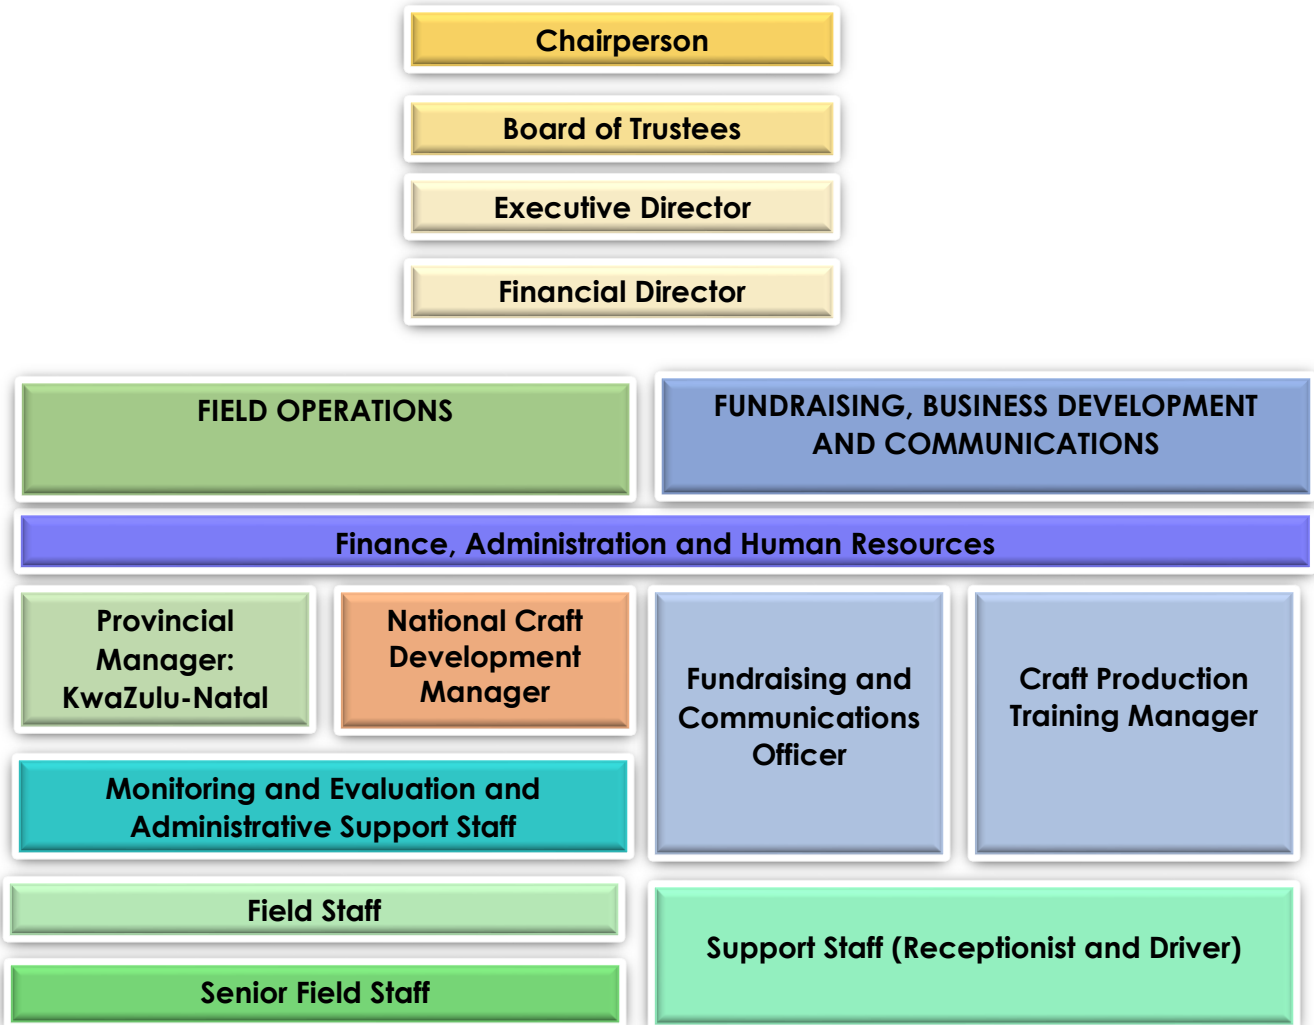 Chairperson
Board of Trustees
Executive Director
Financial Director
FIELD OPERATIONS
FUNDRAISING, BUSINESS DEVELOPMENT
AND COMMUNICATIONS
Finance, Administration and Human Resources
Provincial
Manager:
KwaZulu-Natal
National Craft
Development
Manager
Fundraising and
Communications
Officer
Craft Production
Training Manager
Monitoring and Evaluation and
Administrative Support Staff
Field Staff
Senior Field Staff
Support Staff (Receptionist and Driver)